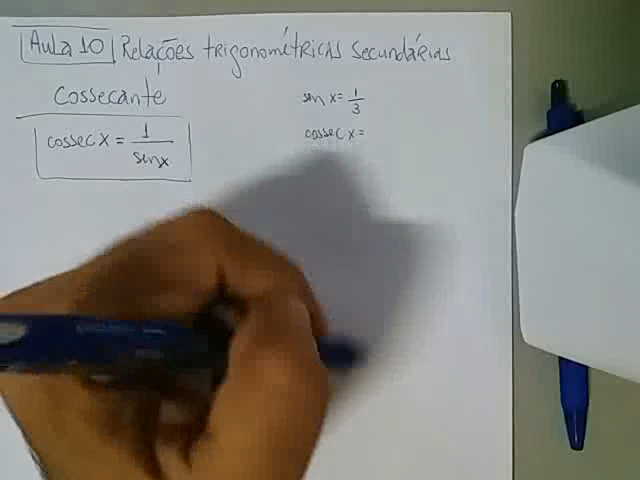 Aula 10 Relações trigonométricas secundárias
Cossecante
cossec x = 1/senx
sen x = 1/3
cossec x =